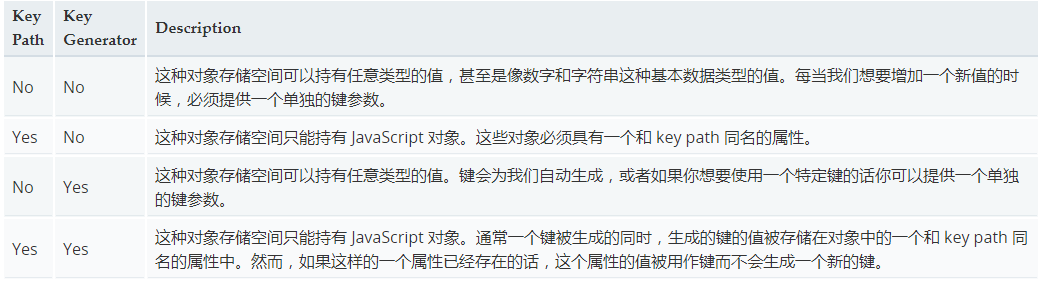 Key Path
Key Generator
Description
No
No
这种对象存储空间可以持有任意类型的值，甚至是像数字和字符串这种基本数据类型的值。每当我们想要增加一个新值的时
候，必须提供一个单独的键参数。
Yes
No
这种对象存储空间只能持有 JavaScript 对象。这些对象必须具有一个和 key path 同名的属性。
No
Yes
这种对象存储空间可以持有任意类型的值。键会为我们自动生成，或者如果你想要使用一个特定键的话你可以提供一个单独
的键参数。
Yes
Yes
这种对象存储空间只能持有 JavaScript 对象。通常一个键被生成的同时，生成的键的值被存储在对象中的一个和 key path 同
名的属性中。然而，如果这样的一个属性已经存在的话，这个属性的值被用作键而不会生成一个新的键。